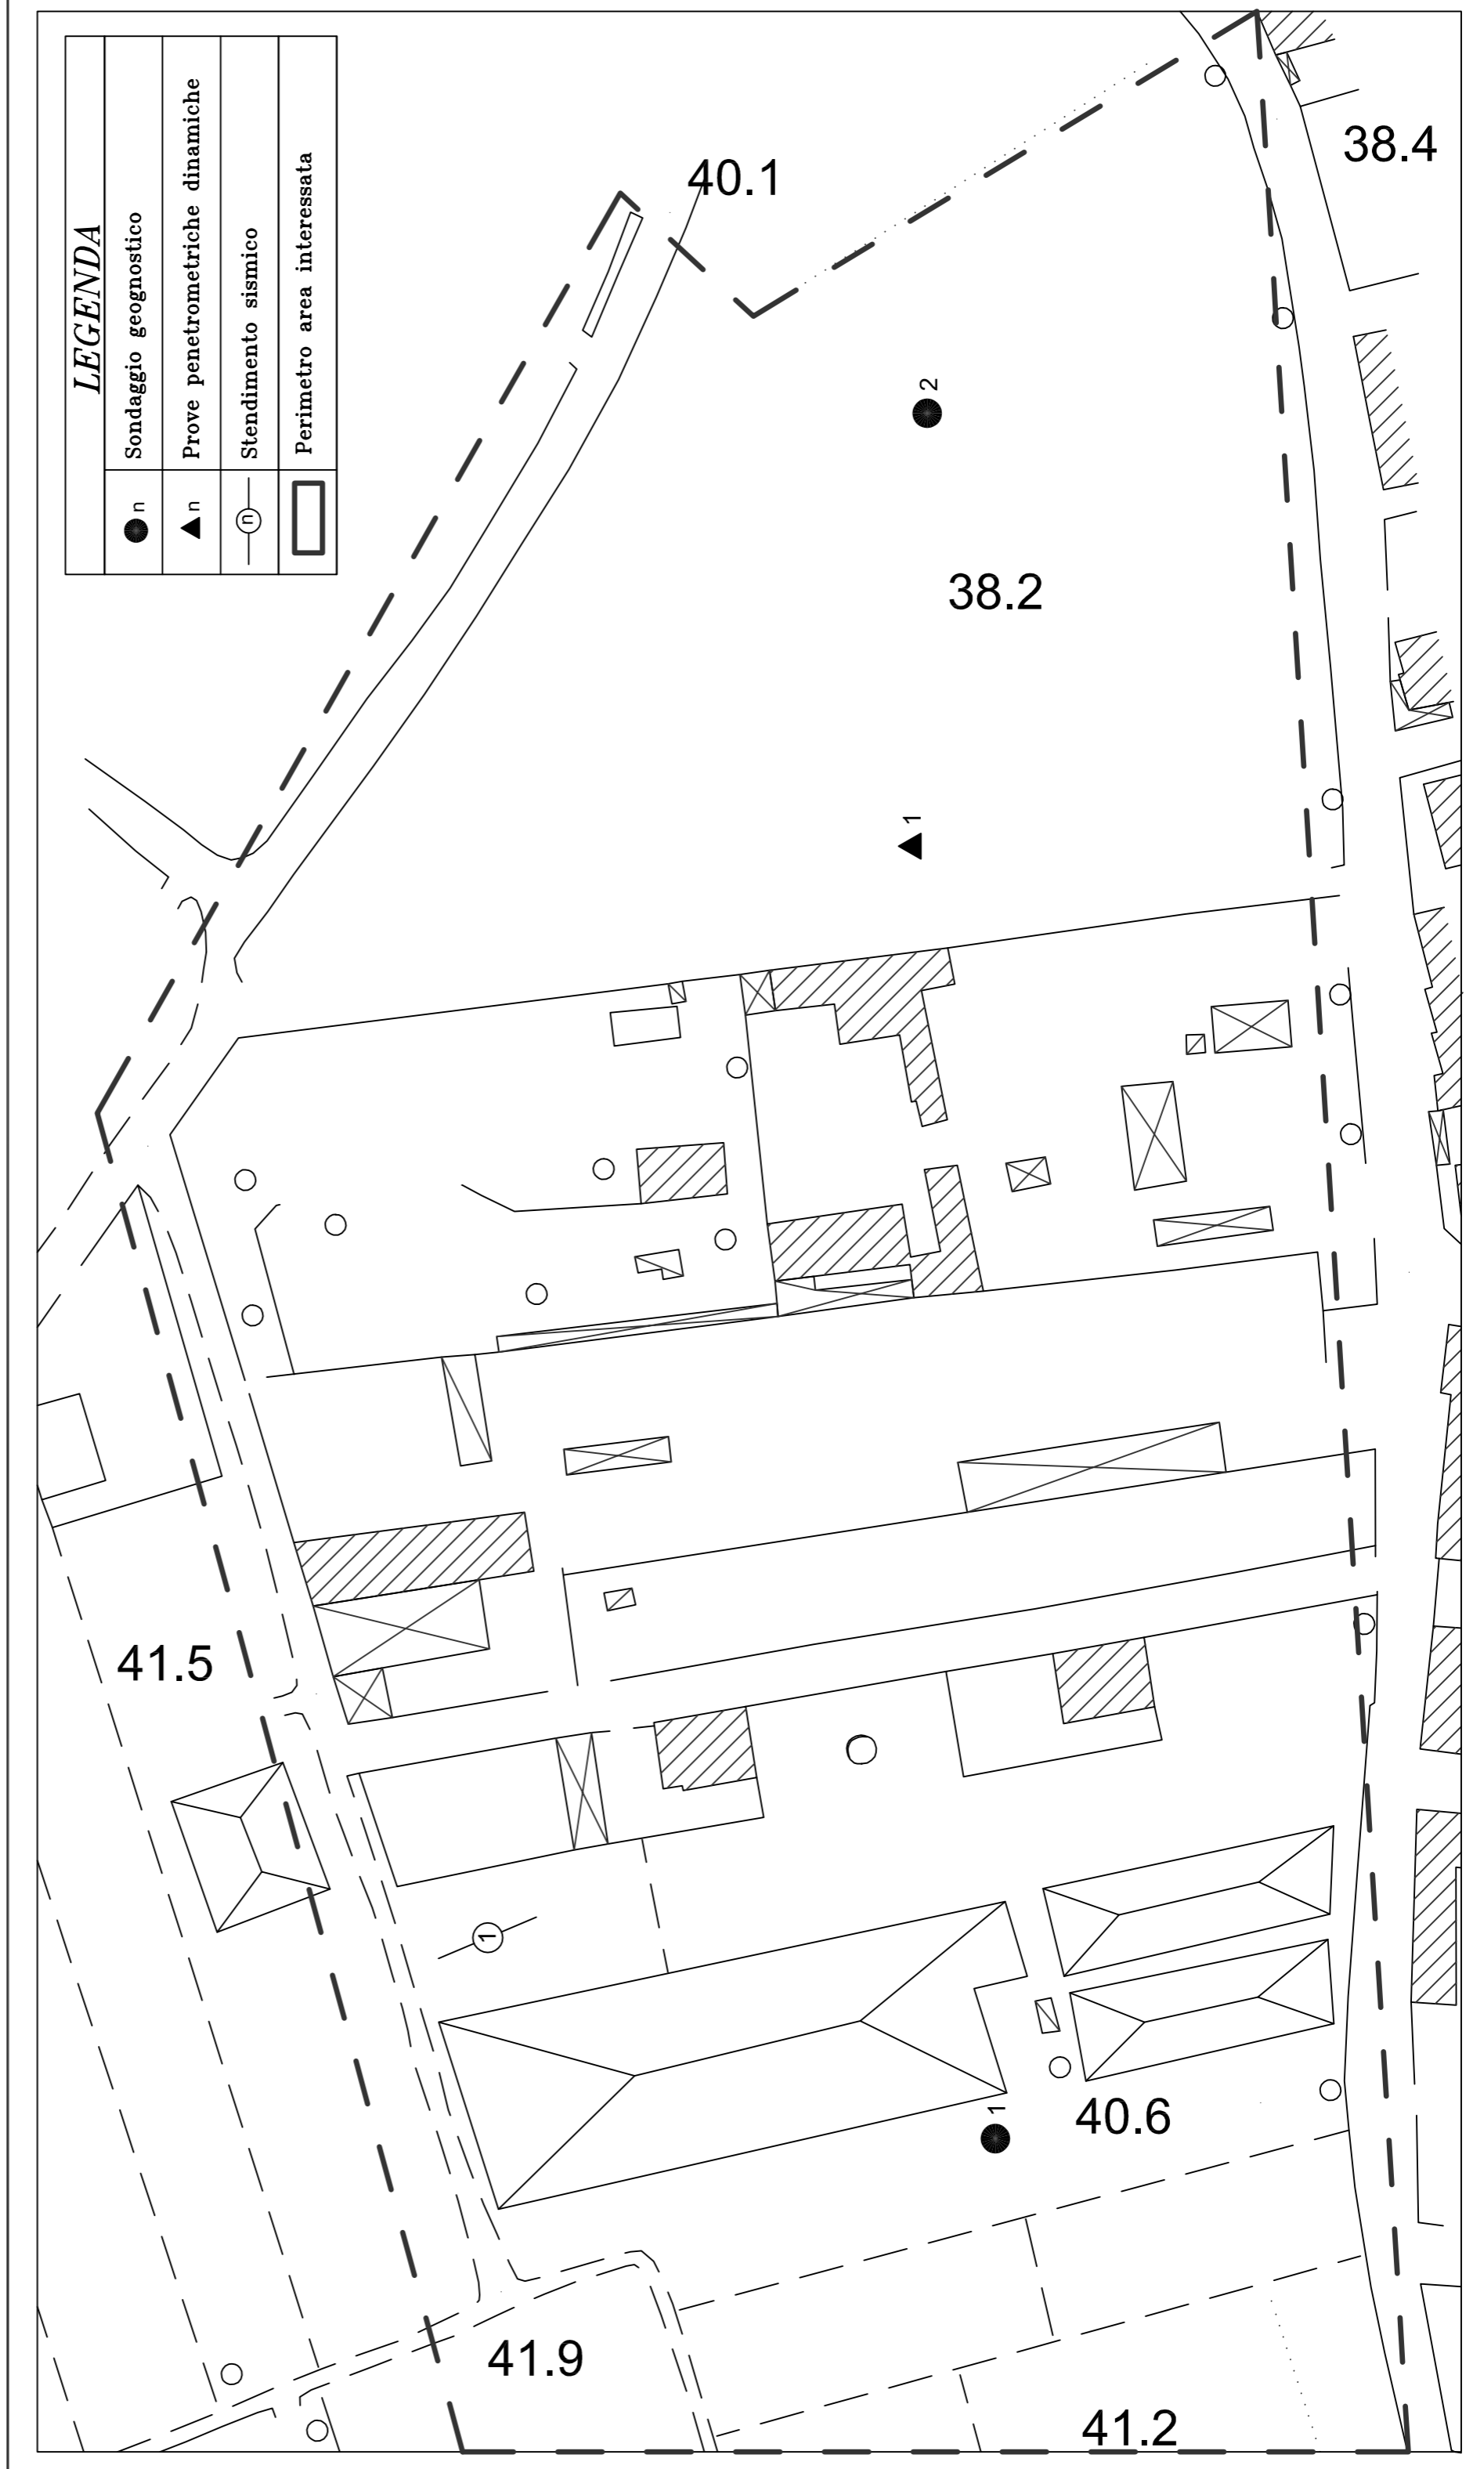 LEGENDA
n Sondaggio geognostico
n Prove penetrometriche dinamiche
n Stendimento sismico
Perimetro area interessata
38.4
40.1
2
38.2
1
41.5
1
1
40.6
41.9
41.2